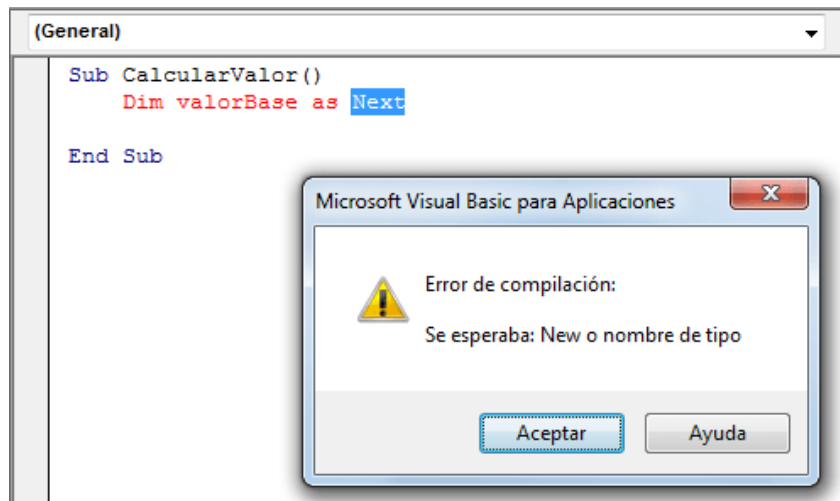 (General)
Sub CalcularValor()
Dim valorBase as Next
End Sub
Microsoft Visual Basic para Aplicaciones
Error de compilación:
Se esperaba: New o nombre de tipo
Aceptar Ayuda